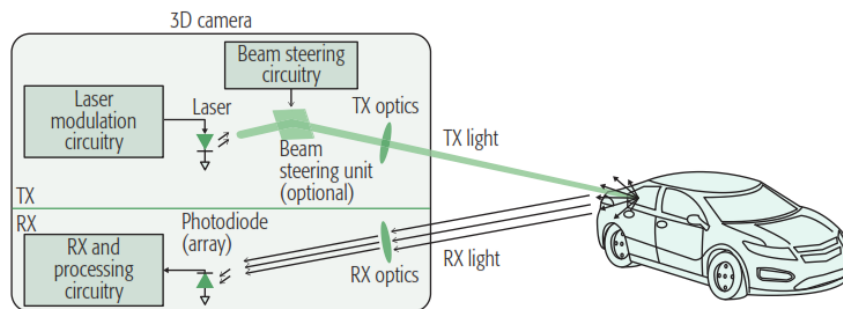 3D camera
Beam steering
circuitry
Laser
modulation
circuitry
Laser
TX optics
TX light
Beam
steering unit
(optional)
TX
RX
Photodiode
(array)
RX and
processing
circuitry
RX optics
RX light